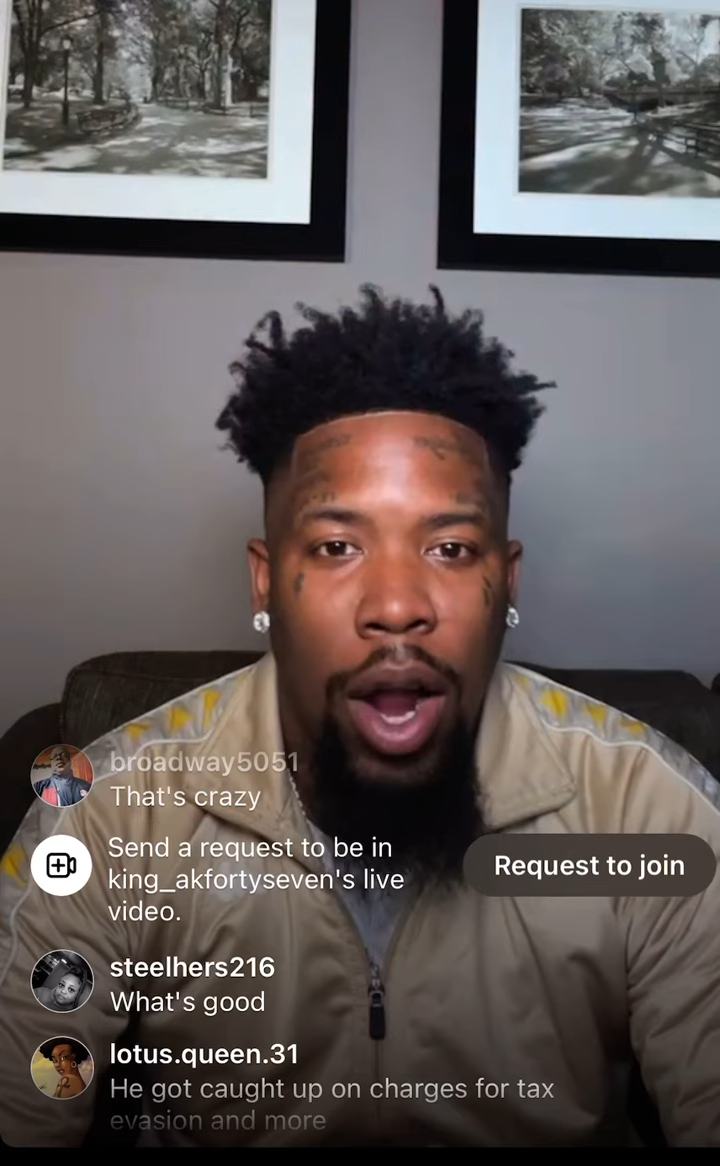 broadway5051
That's crazy
Send a request to be in
king_akfortyseven's live
video.
Request to join
steelhers216
What's good
lotus.queen.31
He got caught up on charges for tax
evasion and more